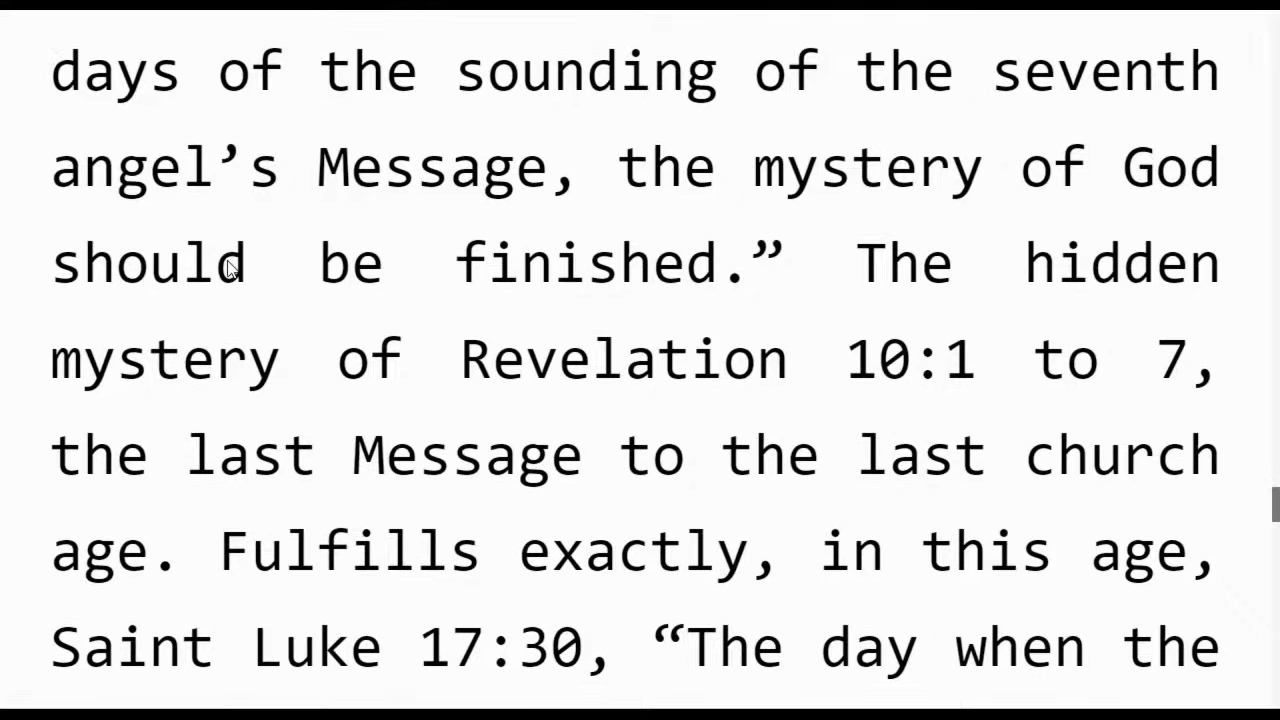 days of the sounding of the seventh
angel’s Message, the mystery of God
should be finished.” The hidden
mystery of Revelation 10:1 to 7,
the last Message to the last church
age. Fulfills exactly, in this age,
Saint Luke 17:30, “The day when the